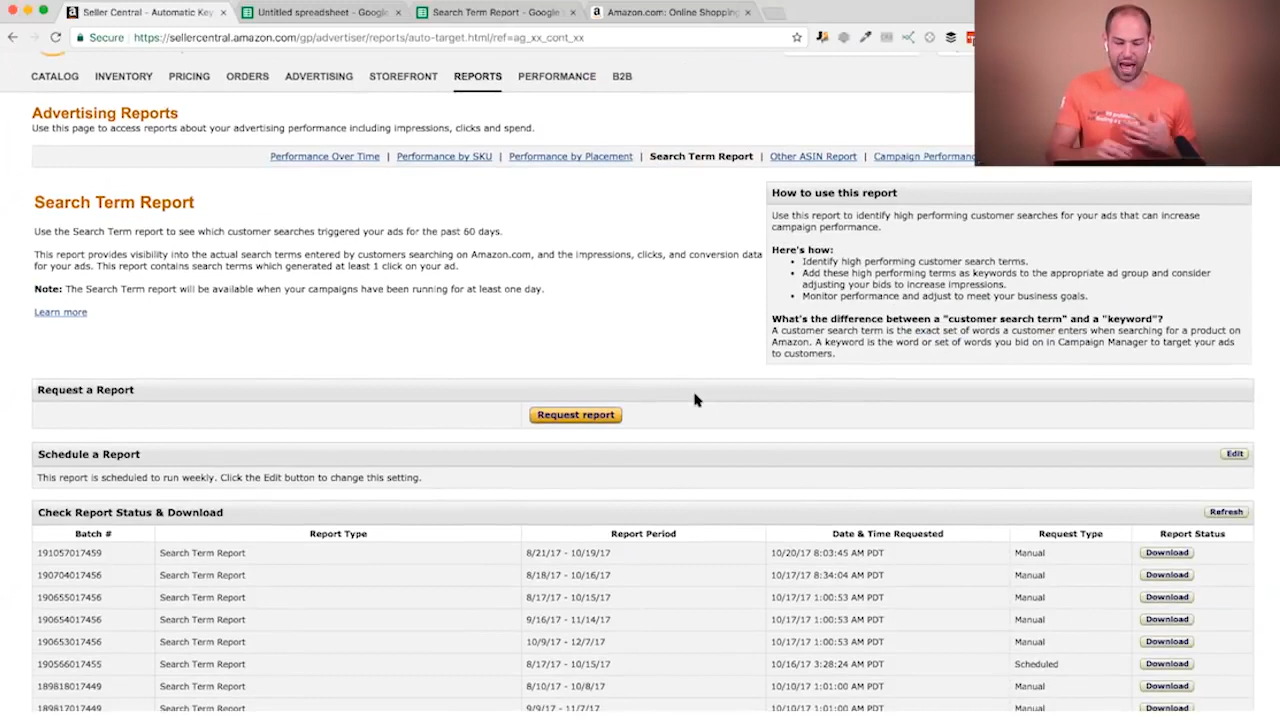 Seller Central - Automatic Key
Untitled spreadsheet - Google
Search Term Report - Google
Amazon.com: Online Shopping
Secure
https://sellercentral.amazon.com/gp/advertiser/reports/auto-target.html/ref=ag_xx_cont_xx
CATALOG INVENTORY PRICING ORDERS ADVERTISING STOREFRONT REPORTS PERFORMANCE B2B
Advertising Reports
Use this page to access reports about your advertising performance including impressions, clicks and spend.
Performance Over Time | Performance by SKU | Performance by Placement | Search Term Report | Other ASIN Report | Campaign Performanc
Search Term Report
Use the Search Term report to see which customer searches triggered your ads for the past 60 days.
This report provides visibility into the actual search terms entered by customers searching on Amazon.com, and the impressions, clicks, and conversion data
for your ads. This report contains search terms which generated at least 1 click on your ad.
Note: The Search Term report will be available when your campaigns have been running for at least one day.
Learn more
How to use this report
Use this report to identify high performing customer searches for your ads that can increase
campaign performance.
Here's how:
• Identify high performing customer search terms.
• Add these high performing terms as keywords to the appropriate ad group and consider
adjusting your bids to increase impressions.
• Monitor performance and adjust to meet your business goals.
What's the difference between a "customer search term" and a "keyword"?
A customer search term is the exact set of words a customer enters when searching for a product on
Amazon. A keyword is the word or set of words you bid on in Campaign Manager to target your ads
to customers.
Request a Report
Request report
Schedule a Report Edit
This report is scheduled to run weekly. Click the Edit button to change this setting.
Check Report Status & Download Refresh
Batch # Report Type Report Period Date & Time Requested Request Type Report Status
191057017459 Search Term Report 8/21/17 - 10/19/17 10/20/17 8:03:45 AM PDT Manual Download
190704017456 Search Term Report 8/18/17 - 10/16/17 10/17/17 8:34:04 AM PDT Manual Download
190655017456 Search Term Report 8/17/17 - 10/15/17 10/17/17 1:00:53 AM PDT Manual Download
190654017456 Search Term Report 9/16/17 - 11/14/17 10/17/17 1:00:53 AM PDT Manual Download
190653017456 Search Term Report 10/9/17 - 12/7/17 10/17/17 1:00:53 AM PDT Manual Download
190566017455 Search Term Report 8/17/17 - 10/15/17 10/16/17 3:28:24 AM PDT Scheduled Download
189818017449 Search Term Report 8/10/17 - 10/8/17 10/10/17 1:01:00 AM PDT Manual Download
189817017449 Search Term Report 9/9/17 - 11/7/17 10/10/17 1:01:00 AM PDT Manual Download